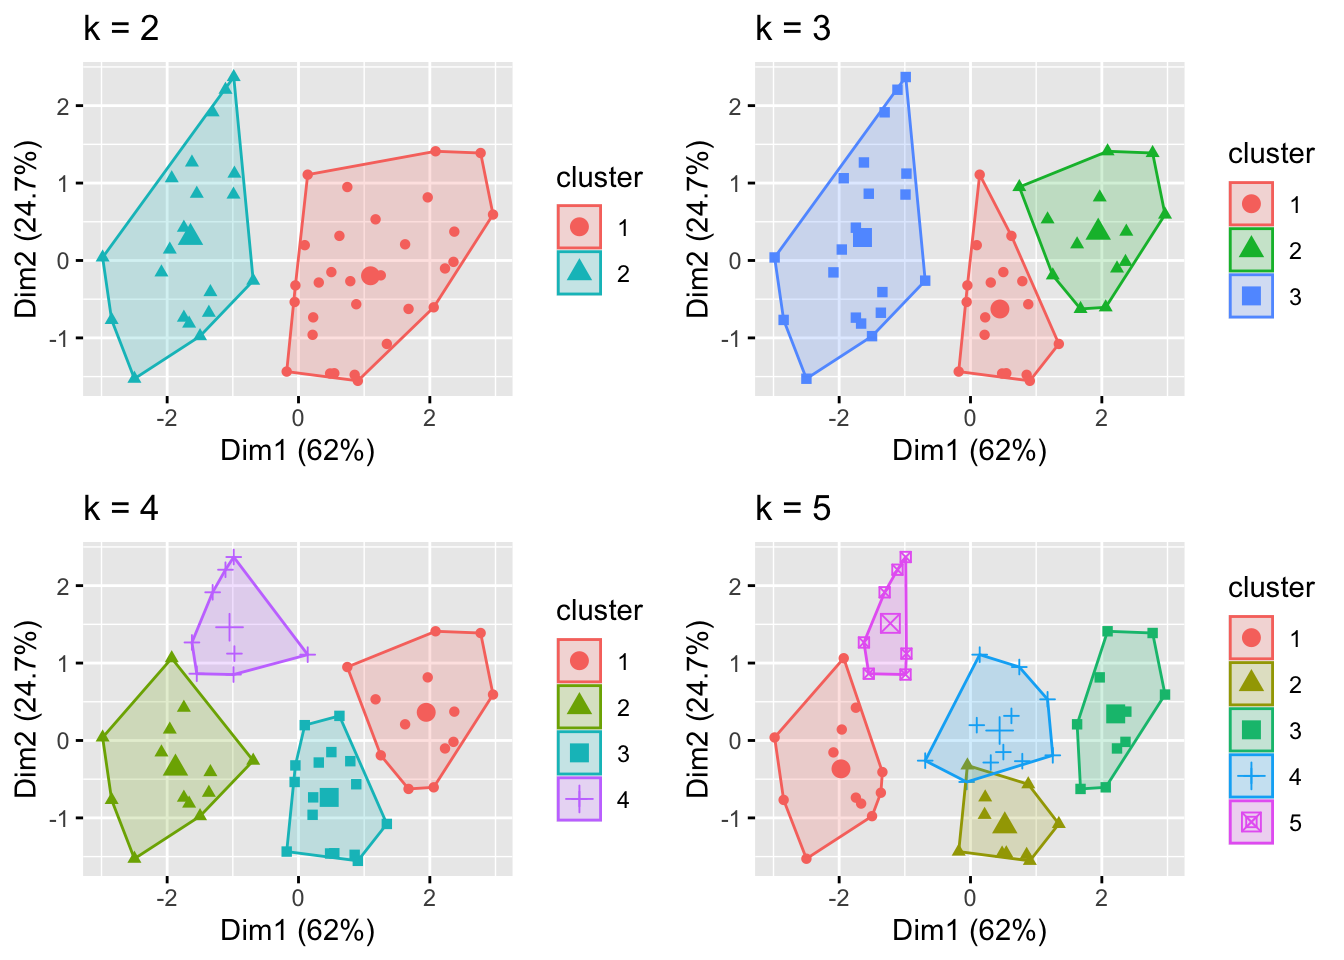 k = 2
2
1
0
-1
-2
0
2
Dim1 (62%)
Dim2 (24.7%)
cluster
1
2
k = 3
2
1
0
-1
-2
0
2
Dim1 (62%)
Dim2 (24.7%)
cluster
1
2
3
k = 4
2
1
0
-1
-2
0
2
Dim1 (62%)
Dim2 (24.7%)
cluster
1
2
3
4
k = 5
2
1
0
-1
-2
0
2
Dim1 (62%)
Dim2 (24.7%)
cluster
1
2
3
4
5